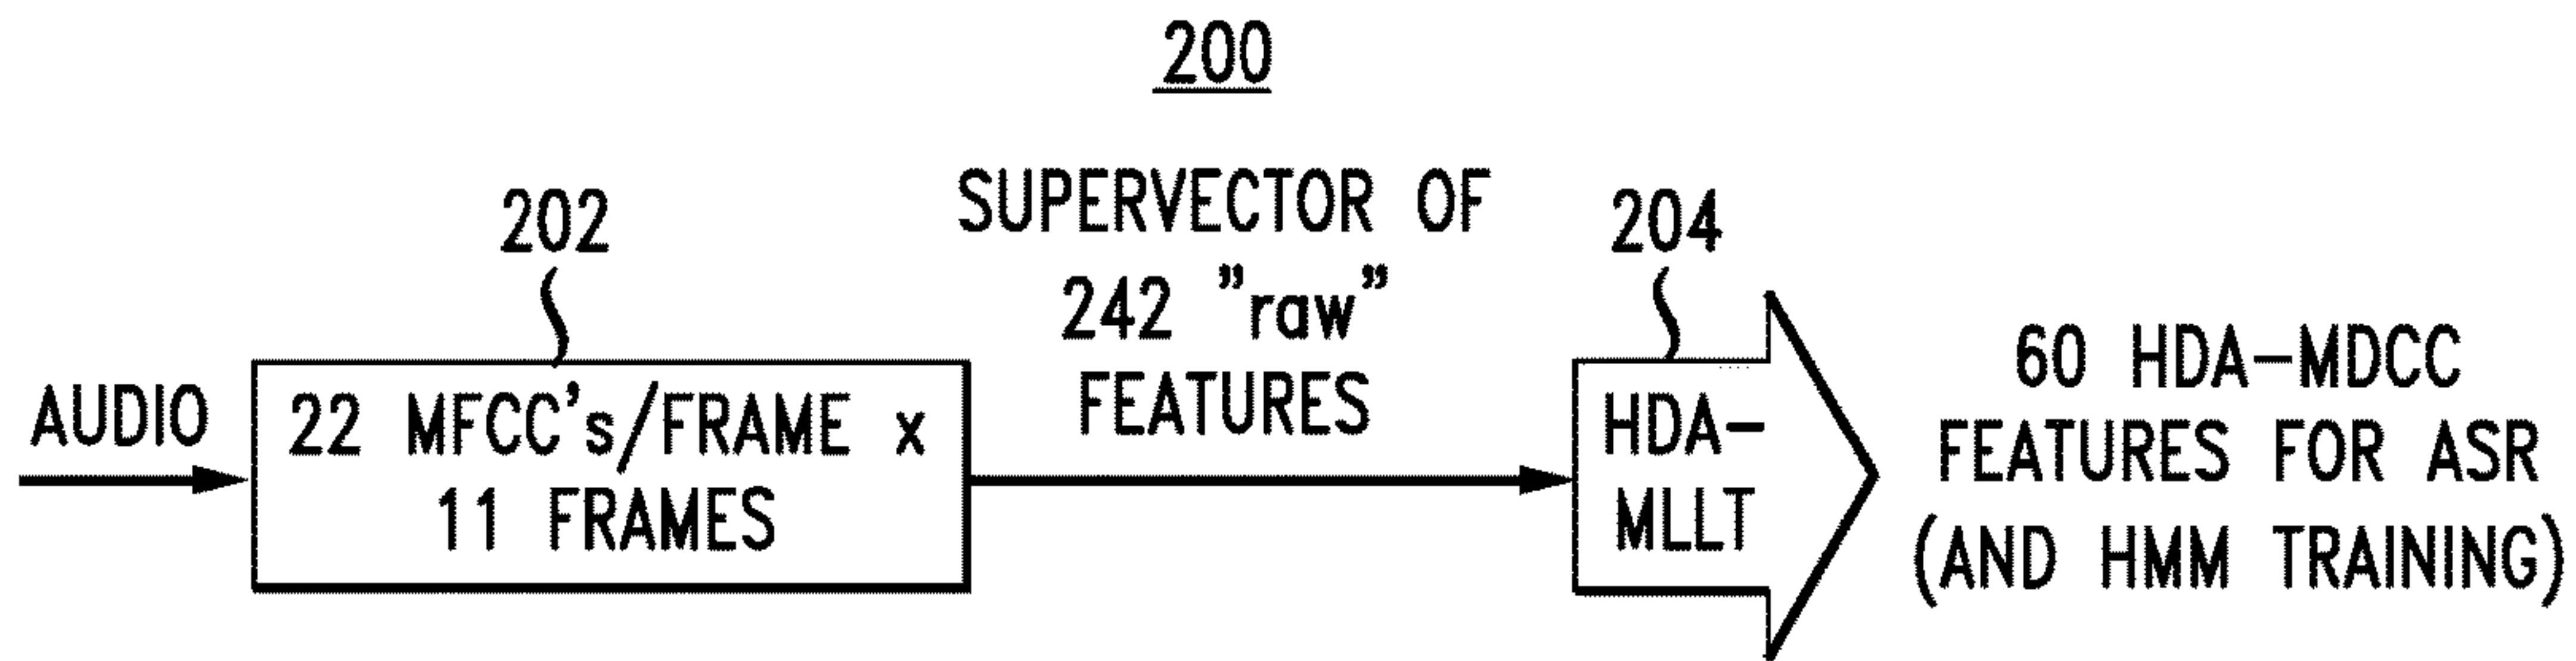 200
202
SUPERVECTOR OF
242 "raw"
FEATURES
204
AUDIO
22 MFCC's/FRAME x
11 FRAMES
HDA-
MLLT
60 HDA-MDCC
FEATURES FOR ASR
(AND HMM TRAINING)